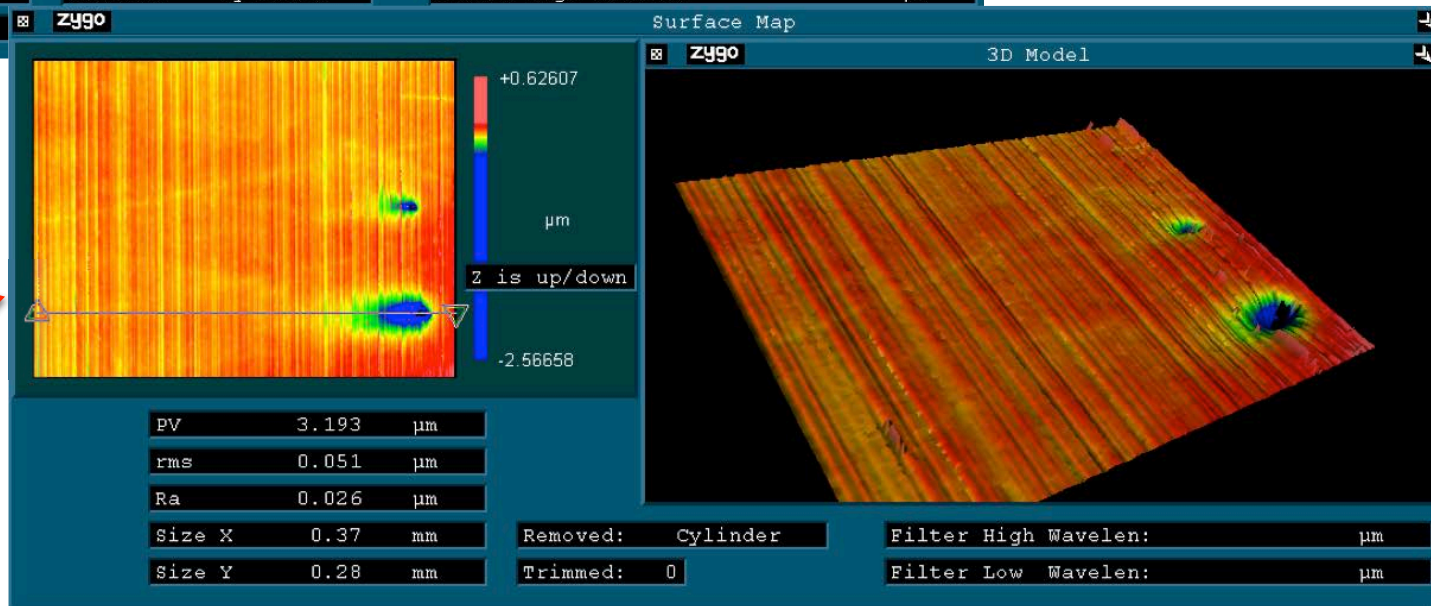 zygo
Surface Map
zygo
3D Model
+0.62607
µm
Z is up/down
-2.56658
PV 3.193 µm
rms 0.051 µm
Ra 0.026 µm
Size X 0.37 mm
Size Y 0.28 mm
Removed: Cylinder
Trimmed: 0
Filter High Wavelen: µm
Filter Low Wavelen: µm